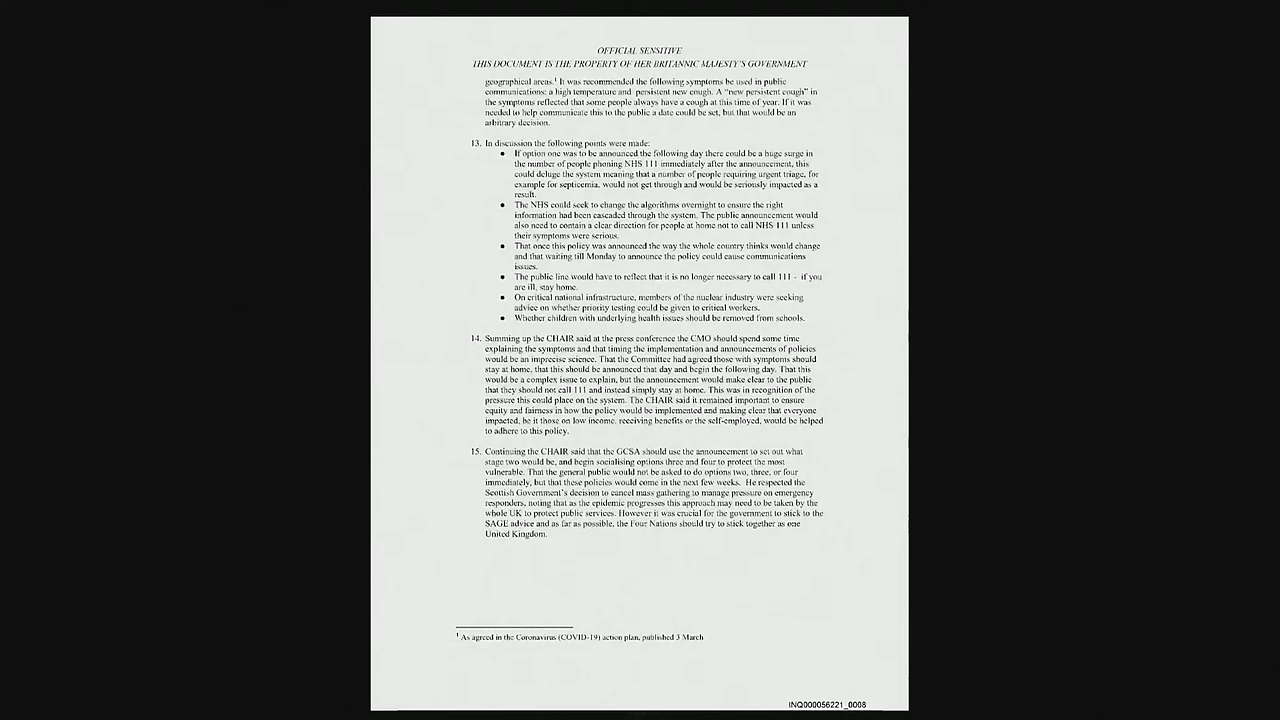 OFFICIAL SENSITIVE
THIS DOCUMENT IS THE PROPERTY OF HER BRITANNIC MAJESTY'S GOVERNMENT
geographical areas.1 It was recommended the following symptoms be used in public
communications: a high temperature and persistent new cough. A "new persistent cough" in
the symptoms reflected that some people always have a cough at this time of year. If it was
needed to help communicate this to the public a date could be set, but that would be an
arbitrary decision.
13. In discussion the following points were made:
● If option one was to be announced the following day there could be a huge surge in
the number of people phoning NHS 111 immediately after the announcement, this
could deluge the system meaning that a number of people requiring urgent triage, for
example for septicemia, would not get through and would be seriously impacted as a
result.
● The NHS could seek to change the algorithms overnight to ensure the right
information had been cascaded through the system. The public announcement would
also need to contain a clear direction for people at home not to call NHS 111 unless
their symptoms were serious.
● That once this policy was announced the way the whole country thinks would change
and that waiting till Monday to announce the policy could cause communications
issues.
● The public line would have to reflect that it is no longer necessary to call 111 - if you
are ill, stay home.
● On critical national infrastructure, members of the nuclear industry were seeking
advice on whether priority testing could be given to critical workers.
● Whether children with underlying health issues should be removed from schools.
14. Summing up the CHAIR said at the press conference the CMO should spend some time
explaining the symptoms and that timing the implementation and announcements of policies
would be an imprecise science. That the Committee had agreed those with symptoms should
stay at home, that this should be announced that day and begin the following day. That this
would be a complex issue to explain, but the announcement would make clear to the public
that they should not call 111 and instead simply stay at home. This was in recognition of the
pressure this could place on the system. The CHAIR said it remained important to ensure
equity and fairness in how the policy would be implemented and making clear that everyone
impacted, be it those on low income, receiving benefits or the self-employed, would be helped
to adhere to this policy.
15. Continuing the CHAIR said that the GCSA should use the announcement to set out what
stage two would be, and begin socialising options three and four to protect the most
vulnerable. That the general public would not be asked to do options two, three, or four
immediately, but that these policies would come in the next few weeks. He respected the
Scottish Government's decision to cancel mass gathering to manage pressure on emergency
responders, noting that as the epidemic progresses this approach may need to be taken by the
whole UK to protect public services. However it was crucial for the government to stick to the
SAGE advice and as far as possible, the Four Nations should try to stick together as one
United Kingdom.
1 As agreed in the Coronavirus (COVID-19) action plan, published 3 March
INQ000056221_0008